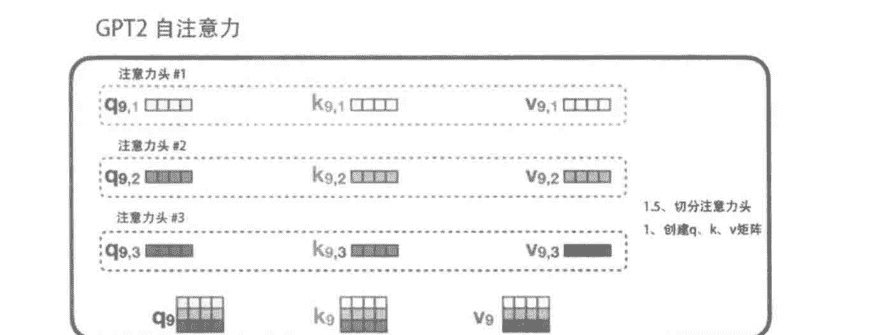 GPT2 自注意力
注意力头 #1
q9,1 k9,1 v9,1
注意力头 #2
q9,2 k9,2 v9,2
注意力头 #3
q9,3 k9,3 v9,3
1.5、切分注意力头
1、创建q、k、v矩阵
q9 k9 v9